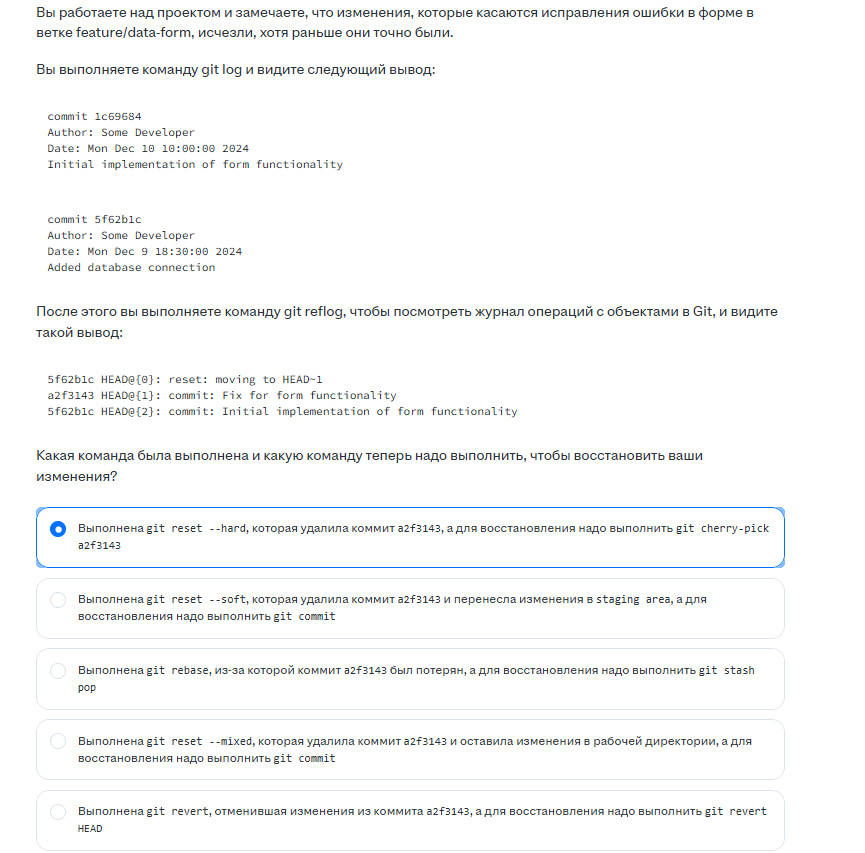 Вы работаете над проектом и замечаете, что изменения, которые касаются исправления ошибки в форме в
ветке feature/data-form, исчезли, хотя раньше они точно были.
Вы выполняете команду git log и видите следующий вывод:
commit 1c69684
Author: Some Developer
Date: Mon Dec 10 10:00:00 2024
Initial implementation of form functionality
commit 5f62b1c
Author: Some Developer
Date: Mon Dec 9 18:30:00 2024
Added database connection
После этого вы выполняете команду git reflog, чтобы посмотреть журнал операций с объектами в Git, и видите
такой вывод:
5f62b1c HEAD@{0}: reset: moving to HEAD~1
a2f3143 HEAD@{1}: commit: Fix for form functionality
5f62b1c HEAD@{2}: commit: Initial implementation of form functionality
Какая команда была выполнена и какую команду теперь надо выполнить, чтобы восстановить ваши
изменения?
Выполнена git reset --hard, которая удалила коммит a2f3143, а для восстановления надо выполнить git cherry-pick
a2f3143
Выполнена git reset --soft, которая удалила коммит a2f3143 и перенесла изменения в staging area, а для
восстановления надо выполнить git commit
Выполнена git rebase, из-за которой коммит a2f3143 был потерян, а для восстановления надо выполнить git stash
pop
Выполнена git reset --mixed, которая удалила коммит a2f3143 и оставила изменения в рабочей директории, а для
восстановления надо выполнить git commit
Выполнена git revert, отменившая изменения из коммита a2f3143, а для восстановления надо выполнить git revert
HEAD